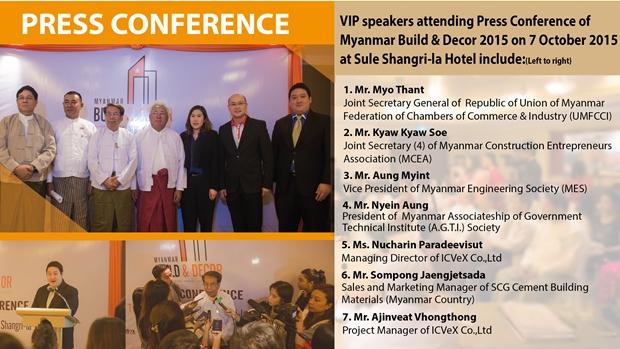 PRESS CONFERENCE
VIP speakers attending Press Conference of
Myanmar Build & Decor 2015 on 7 October 2015
at Sule Shangri-la Hotel include:(Left to right)
1. Mr. Myo Thant
Joint Secretary General of Republic of Union of Myanmar
Federation of Chambers of Commerce & Industry (UMFCCI)
2. Mr. Kyaw Kyaw Soe
Joint Secretary (4) of Myanmar Construction Entrepreneurs
Association (MCEA)
3. Mr. Aung Myint
Vice President of Myanmar Engineering Society (MES)
4. Mr. Nyein Aung
President of Myanmar Associateship of Government
Technical Institute (A.G.T.I.) Society
5. Ms. Nucharin Paradeevisut
Managing Director of ICVeX Co.,Ltd
6. Mr. Sompong Jaengjetsada
Sales and Marketing Manager of SCG Cement Building
Materials (Myanmar Country)
7. Mr. Ajinveat Vhongthong
Project Manager of ICVeX Co.,Ltd
MYANMAR
MYANMAR
LD & DECOR
CONFERENCE
Shangri-la